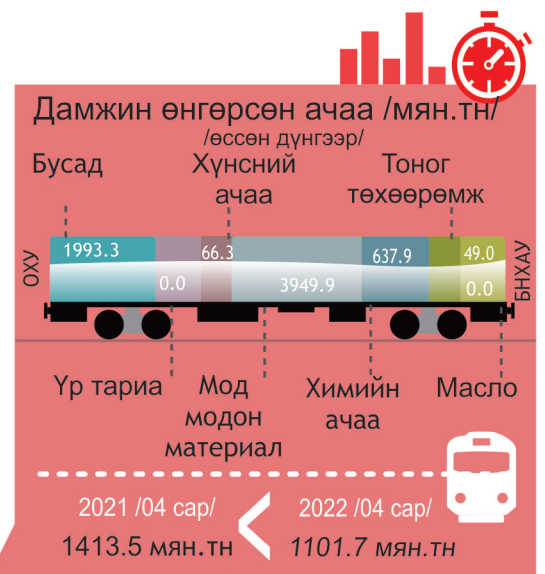 Дамжин өнгөрсөн ачаа /мян.тн/
/өссөн дүнгээр/
Бусад
Хүнсний
ачаа
Тоног
төхөөрөмж
ОХУ
1993.3
66.3
637.9
49.0
0.0
3949.9
0.0
БНХАУ
Үр тариа
Мод
модон
материал
Химийн
ачаа
Масло
2021 /04 сар/
2022 /04 сар/
1413.5 мян.тн
1101.7 мян.тн